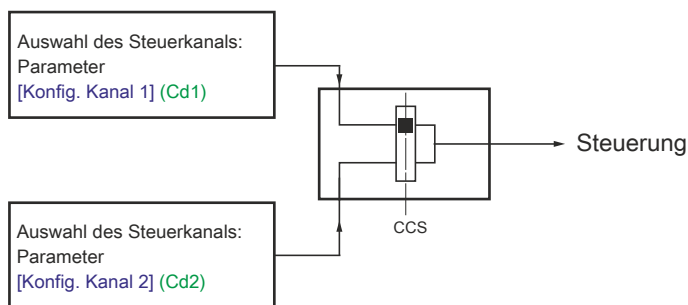 Auswahl des Steuerkanals:
Parameter
[Konfig. Kanal 1] (Cd1)
Steuerung
CCS
Auswahl des Steuerkanals:
Parameter
[Konfig. Kanal 2] (Cd2)